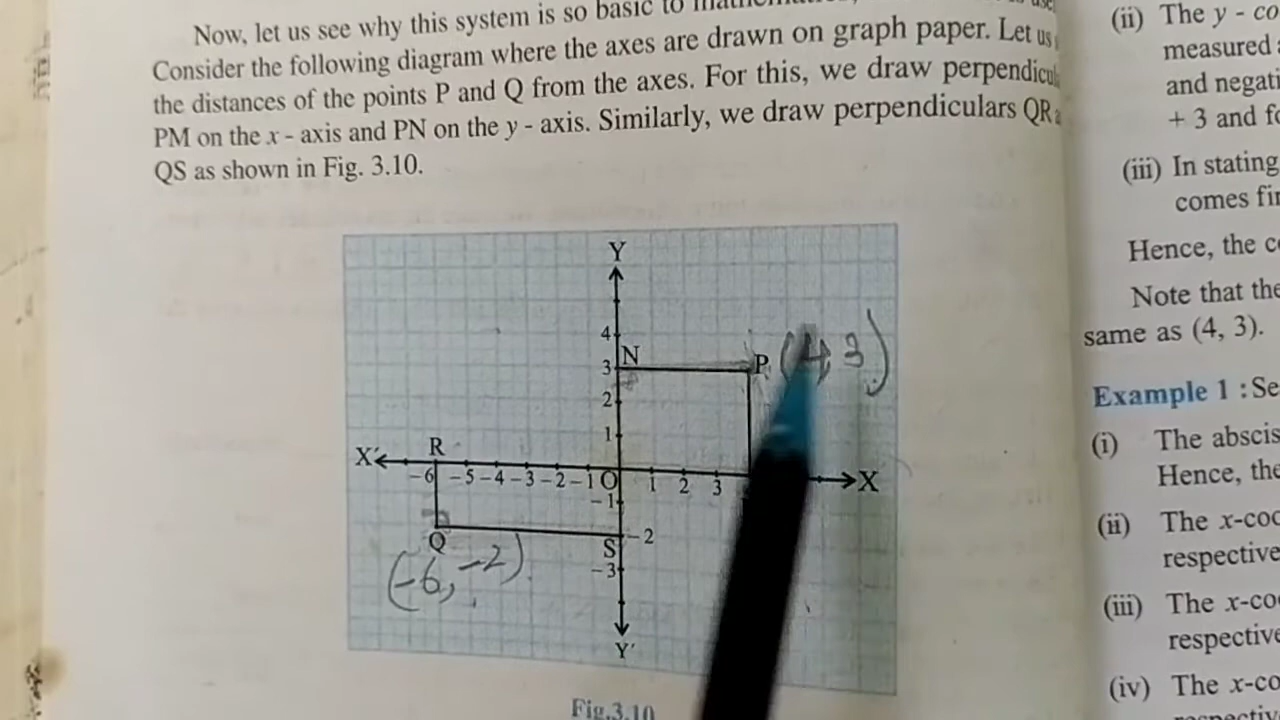 Now, let us see why this system is so basic to
Consider the following diagram where the axes are drawn on graph paper. Let us
the distances of the points P and Q from the axes. For this, we draw
PM on the x - axis and PN on the y - axis. Similarly, we draw perpendiculars QR
QS as shown in Fig. 3.10.
Y
4
3 N P (4, 3)
2
1
R
X′ X
-6 -5 -4 -3 -2 -1 O 1 2 3
-1
Q S -2
(-6, -2)
-3
Y′
Fig.3.10
(ii) The y - co
measured
and negati
+ 3 and fo
(iii) In stating
comes fir
Hence, the
Note that the
same as (4, 3).
Example 1 : Se
(i) The abscis
Hence, the
(ii) The x-coo
respective
(iii) The x-co
respective
(iv) The x-co